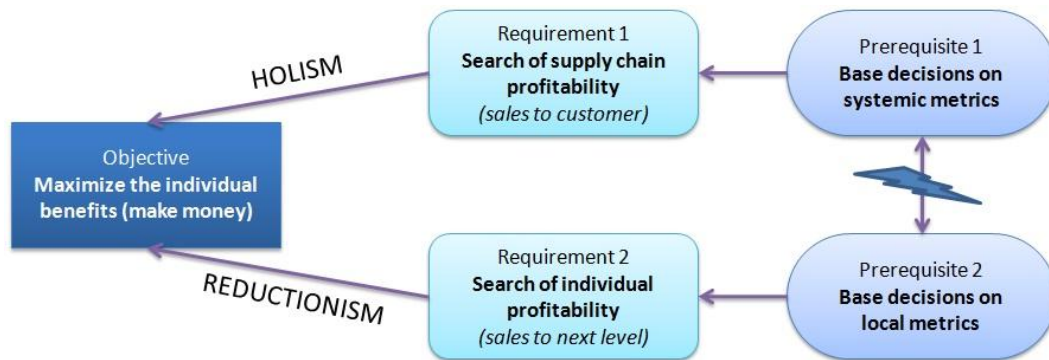 Objective
Maximize the individual
benefits (make money)
HOLISM
REDUCTIONISM
Requirement 1
Search of supply chain
profitability
(sales to customer)
Requirement 2
Search of individual
profitability
(sales to next level)
Prerequisite 1
Base decisions on
systemic metrics
Prerequisite 2
Base decisions on
local metrics